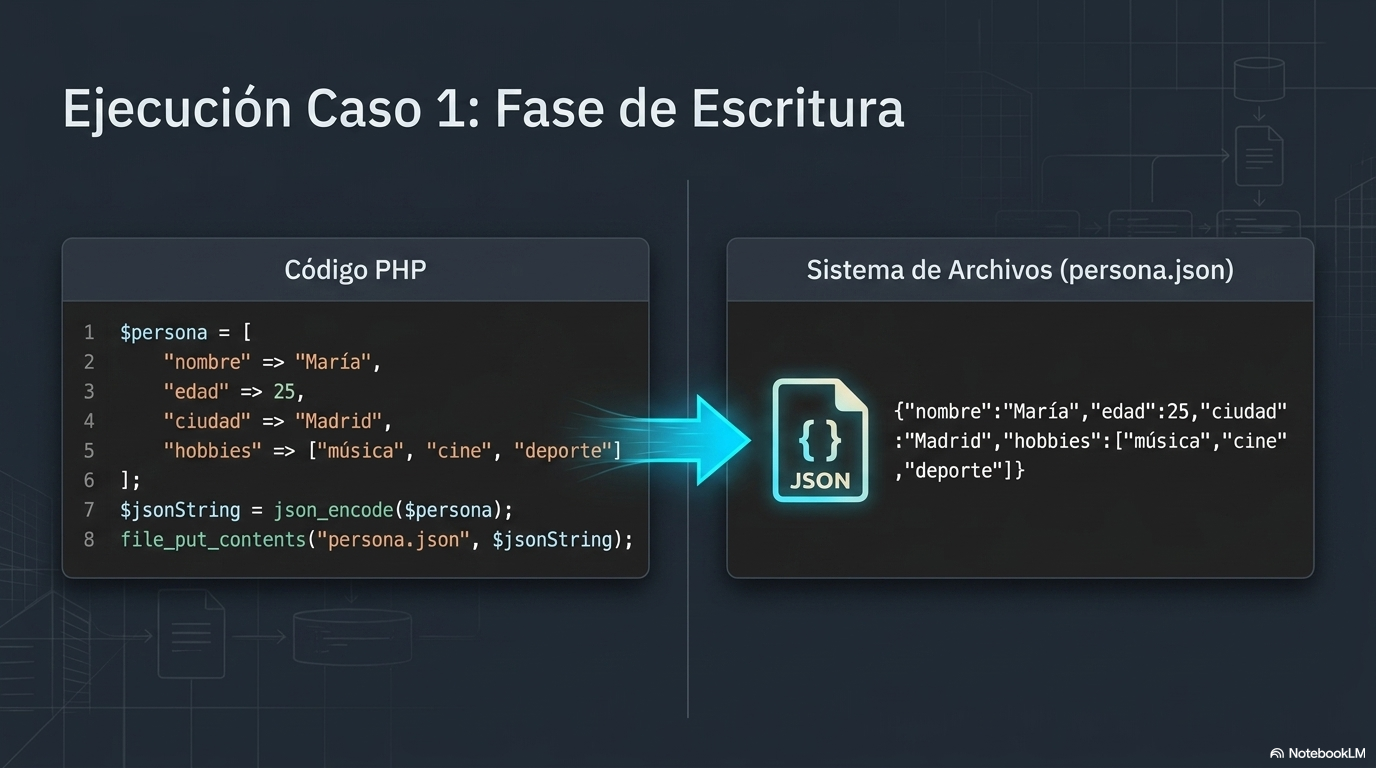 Ejecución Caso 1: Fase de Escritura
Código PHP
1 $persona = [
2     "nombre" => "María",
3     "edad" => 25,
4     "ciudad" => "Madrid",
5     "hobbies" => ["música", "cine", "deporte"]
6 ];
7 $jsonString = json_encode($persona);
8 file_put_contents("persona.json", $jsonString);
Sistema de Archivos (persona.json)
{ }
JSON
{"nombre":"María","edad":25,"ciudad"
:"Madrid","hobbies":["música","cine"
,"deporte"]}
NotebookLM